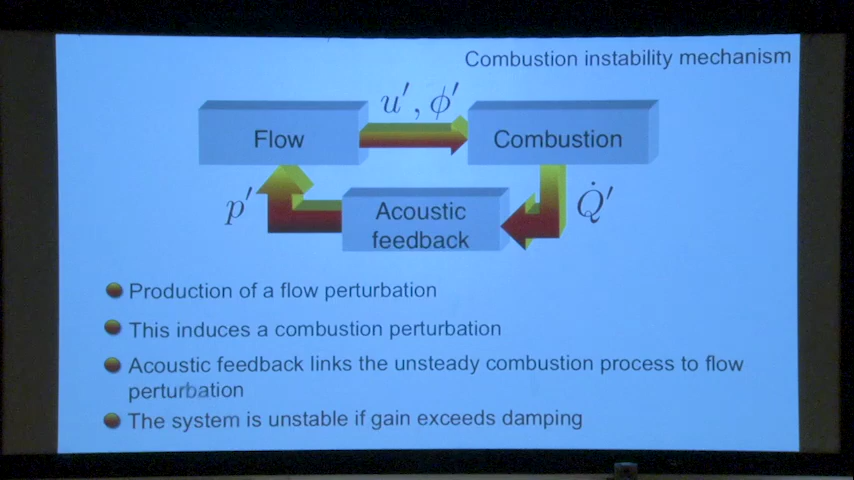 Combustion instability mechanism
u′, ϕ′
Flow
Combustion
p′
Acoustic
feedback
Q̇′
Production of a flow perturbation
This induces a combustion perturbation
Acoustic feedback links the unsteady combustion process to flow
perturbation
The system is unstable if gain exceeds damping